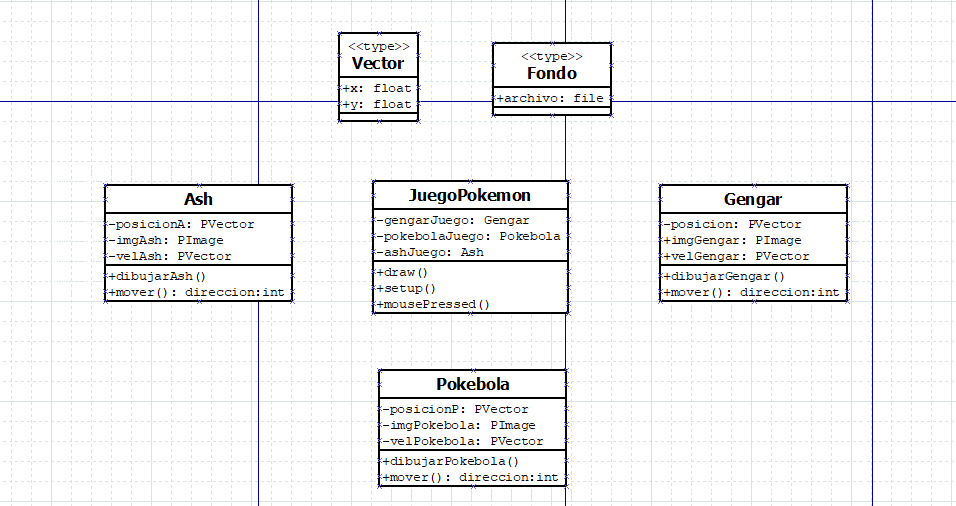 <<type>>
Vector
+x: float
+y: float
<<type>>
Fondo
+archivo: file
Ash
-posicionA: PVector
-imgAsh: PImage
-velAsh: PVector
+dibujarAsh()
+mover(): direccion:int
JuegoPokemon
-gengarJuego: Gengar
-pokebolaJuego: Pokebola
-ashJuego: Ash
+draw()
+setup()
+mousePressed()
Gengar
-posicion: PVector
+imgGengar: PImage
+velGengar: PVector
+dibujarGengar()
+mover(): direccion:int
Pokebola
-posicionP: PVector
-imgPokebola: PImage
-velPokebola: PVector
+dibujarPokebola()
+mover(): direccion:int